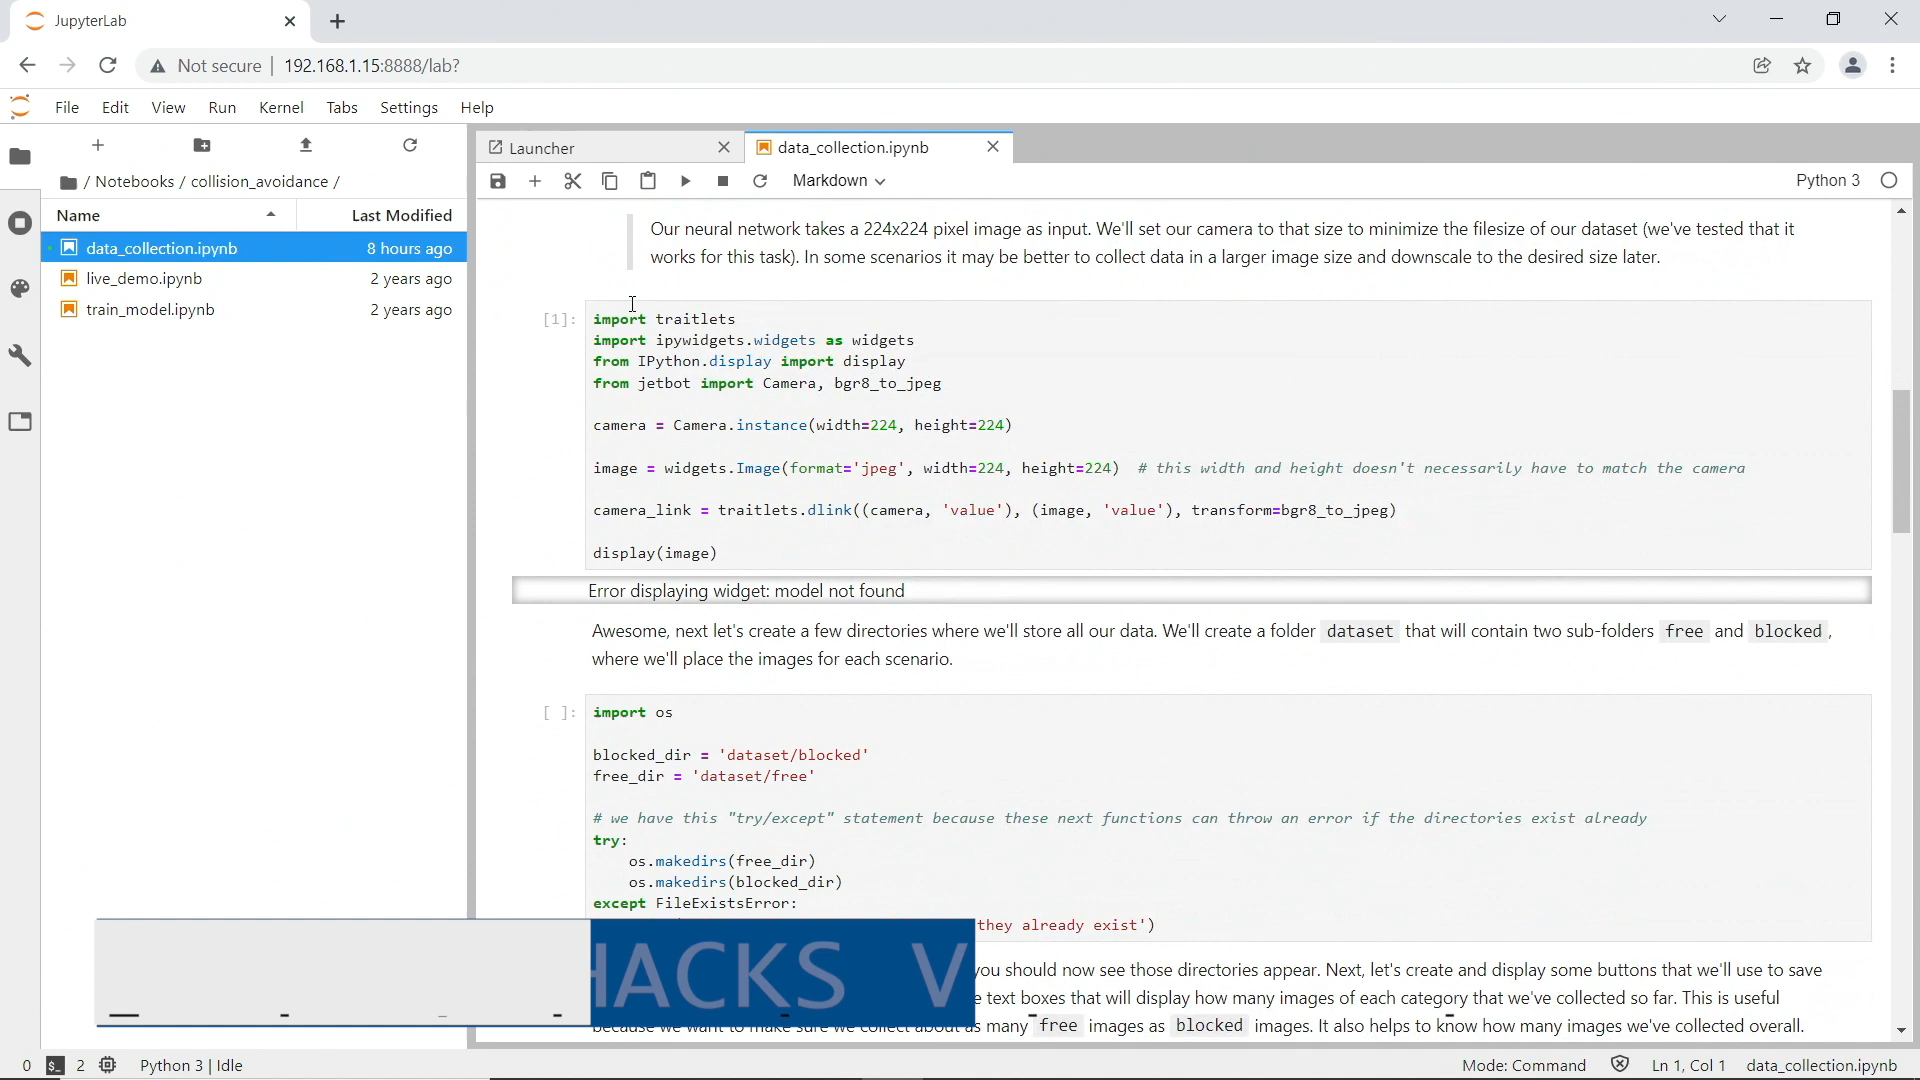 JupyterLab
Not secure 192.168.1.15:8888/lab?
File Edit View Run Kernel Tabs Settings Help
Launcher data_collection.ipynb
/ Notebooks / collision_avoidance /
Markdown Python 3
Name Last Modified
data_collection.ipynb 8 hours ago
live_demo.ipynb 2 years ago
train_model.ipynb 2 years ago
Our neural network takes a 224x224 pixel image as input. We'll set our camera to that size to minimize the filesize of our dataset (we've tested that it
works for this task). In some scenarios it may be better to collect data in a larger image size and downscale to the desired size later.
[1]: import traitlets
import ipywidgets.widgets as widgets
from IPython.display import display
from jetbot import Camera, bgr8_to_jpeg
camera = Camera.instance(width=224, height=224)
image = widgets.Image(format='jpeg', width=224, height=224) # this width and height doesn't necessarily have to match the camera
camera_link = traitlets.dlink((camera, 'value'), (image, 'value'), transform=bgr8_to_jpeg)
display(image)
Error displaying widget: model not found
Awesome, next let's create a few directories where we'll store all our data. We'll create a folder dataset that will contain two sub-folders free and blocked ,
where we'll place the images for each scenario.
[ ]: import os
blocked_dir = 'dataset/blocked'
free_dir = 'dataset/free'
# we have this "try/except" statement because these next functions can throw an error if the directories exist already
try:
os.makedirs(free_dir)
os.makedirs(blocked_dir)
except FileExistsError:
they already exist')
HACKS V
you should now see those directories appear. Next, let's create and display some buttons that we'll use to save
text boxes that will display how many images of each category that we've collected so far. This is useful
because we want to make sure we collect about as many free images as blocked images. It also helps to know how many images we've collected overall.
0 2 Python 3 | Idle Mode: Command Ln 1, Col 1 data_collection.ipynb